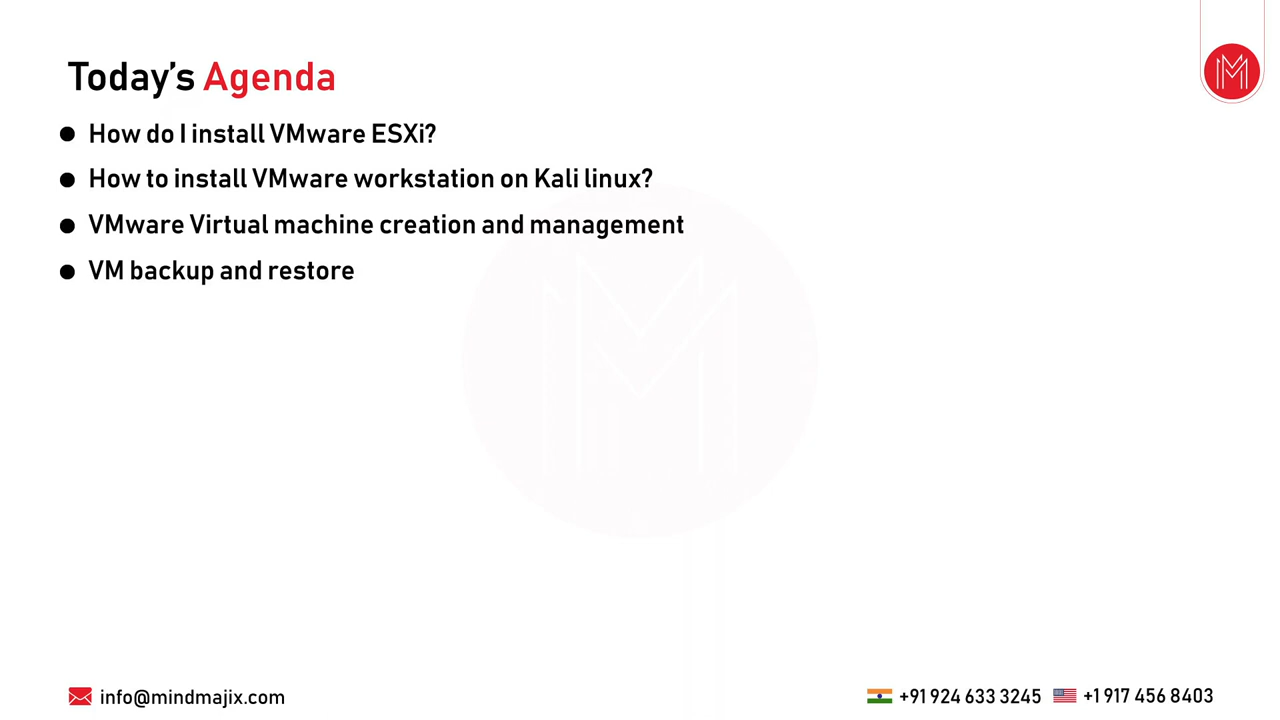 Today's Agenda
How do I install VMware ESXi?
How to install VMware workstation on Kali linux?
VMware Virtual machine creation and management
VM backup and restore
info@mindmajix.com
+91 924 633 3245
+1 917 456 8403